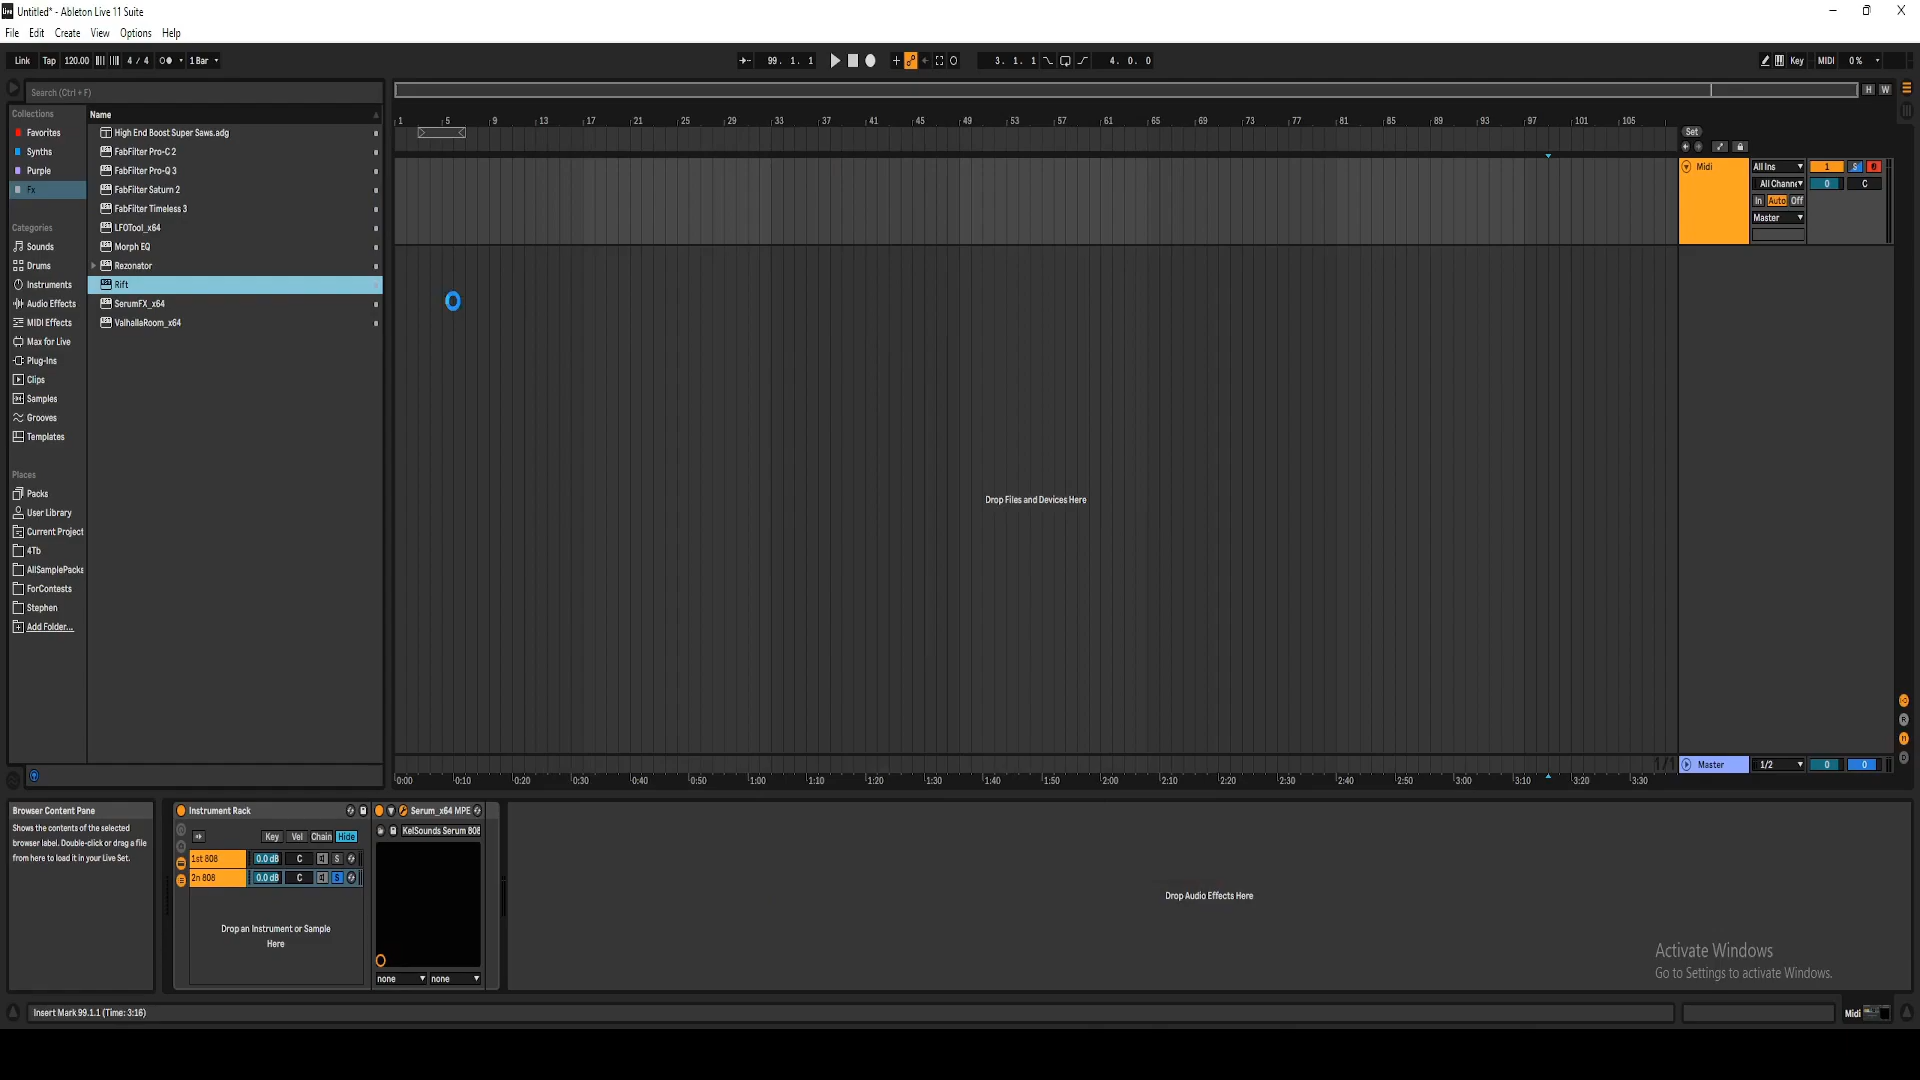 Untitled* - Ableton Live 11 Suite
File Edit Create View Options Help
Link Tap 120.00 4 / 4 1 Bar 99. 1. 1 3. 1. 1 4. 0. 0 Key MIDI 0%
Search (Ctrl + F)
H W
Collections
Favorites
Synths
Purple
Fx
Categories
Sounds
Drums
Instruments
Audio Effects
MIDI Effects
Max for Live
Plug-Ins
Clips
Samples
Grooves
Templates
Places
Packs
User Library
Current Project
4Tb
AllSamplePacks
ForContests
Stephen
Add Folder...
Name
High End Boost Super Saws.adg
FabFilter Pro-C 2
FabFilter Pro-Q 3
FabFilter Saturn 2
FabFilter Timeless 3
LFOTool_x64
Morph EQ
Rezonator
Rift
SerumFX_x64
ValhallaRoom_x64
1 5 9 13 17 21 25 29 33 37 41 45 49 53 57 61 65 69 73 77 81 85 89 93 97 101 105
Set
Midi All Ins 1 S
All Channe 0 C
In Auto Off
Master
Drop Files and Devices Here
1/1
Master 1/2 0 0
0:00 0:10 0:20 0:30 0:40 0:50 1:00 1:10 1:20 1:30 1:40 1:50 2:00 2:10 2:20 2:30 2:40 2:50 3:00 3:10 3:20 3:30
R
D
Browser Content Pane
Shows the contents of the selected
browser label. Double-click or drag a file
from here to load it in your Live Set.
Instrument Rack
Key Vel Chain Hide
1st 808 0.0 dB C S
2n 808 0.0 dB C S
Drop an Instrument or Sample
Here
Serum_x64 MPE
KelSounds Serum 808
none none
Drop Audio Effects Here
Activate Windows
Go to Settings to activate Windows.
Insert Mark 99.1.1 (Time: 3:16)
Midi